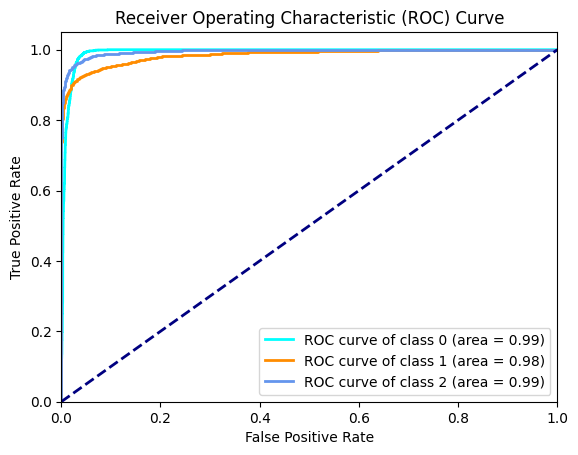 Receiver Operating Characteristic (ROC) Curve
1.0
0.8
0.6
0.4
0.2
0.0
True Positive Rate
ROC curve of class 0 (area = 0.99)
ROC curve of class 1 (area = 0.98)
ROC curve of class 2 (area = 0.99)
0.0 0.2 0.4 0.6 0.8 1.0
False Positive Rate